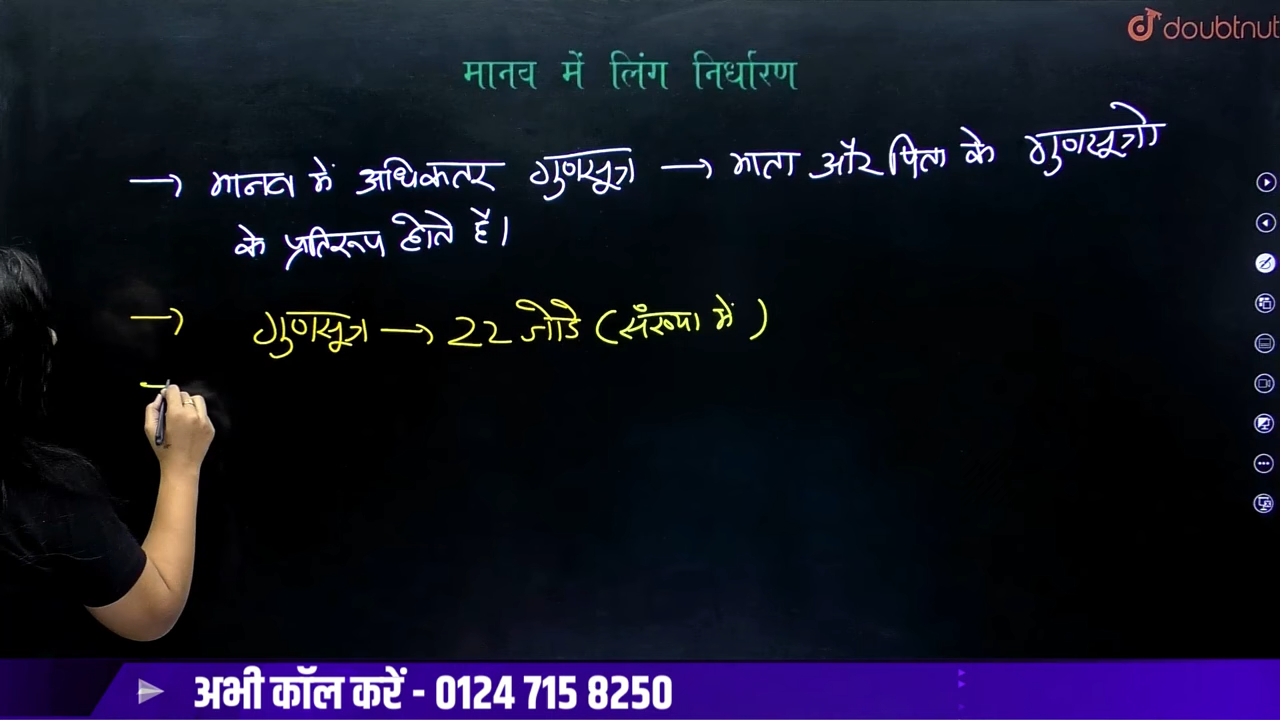 doubtnut
मानव में लिंग निर्धारण
→ मानव में अधिकतर गुणसूत्र → माता और पिता के गुणसूत्रो
के प्रतिरूप होते हैं।
→ गुणसूत्र → 22 जोडे (संख्या में)
अभी कॉल करें - 0124 715 8250